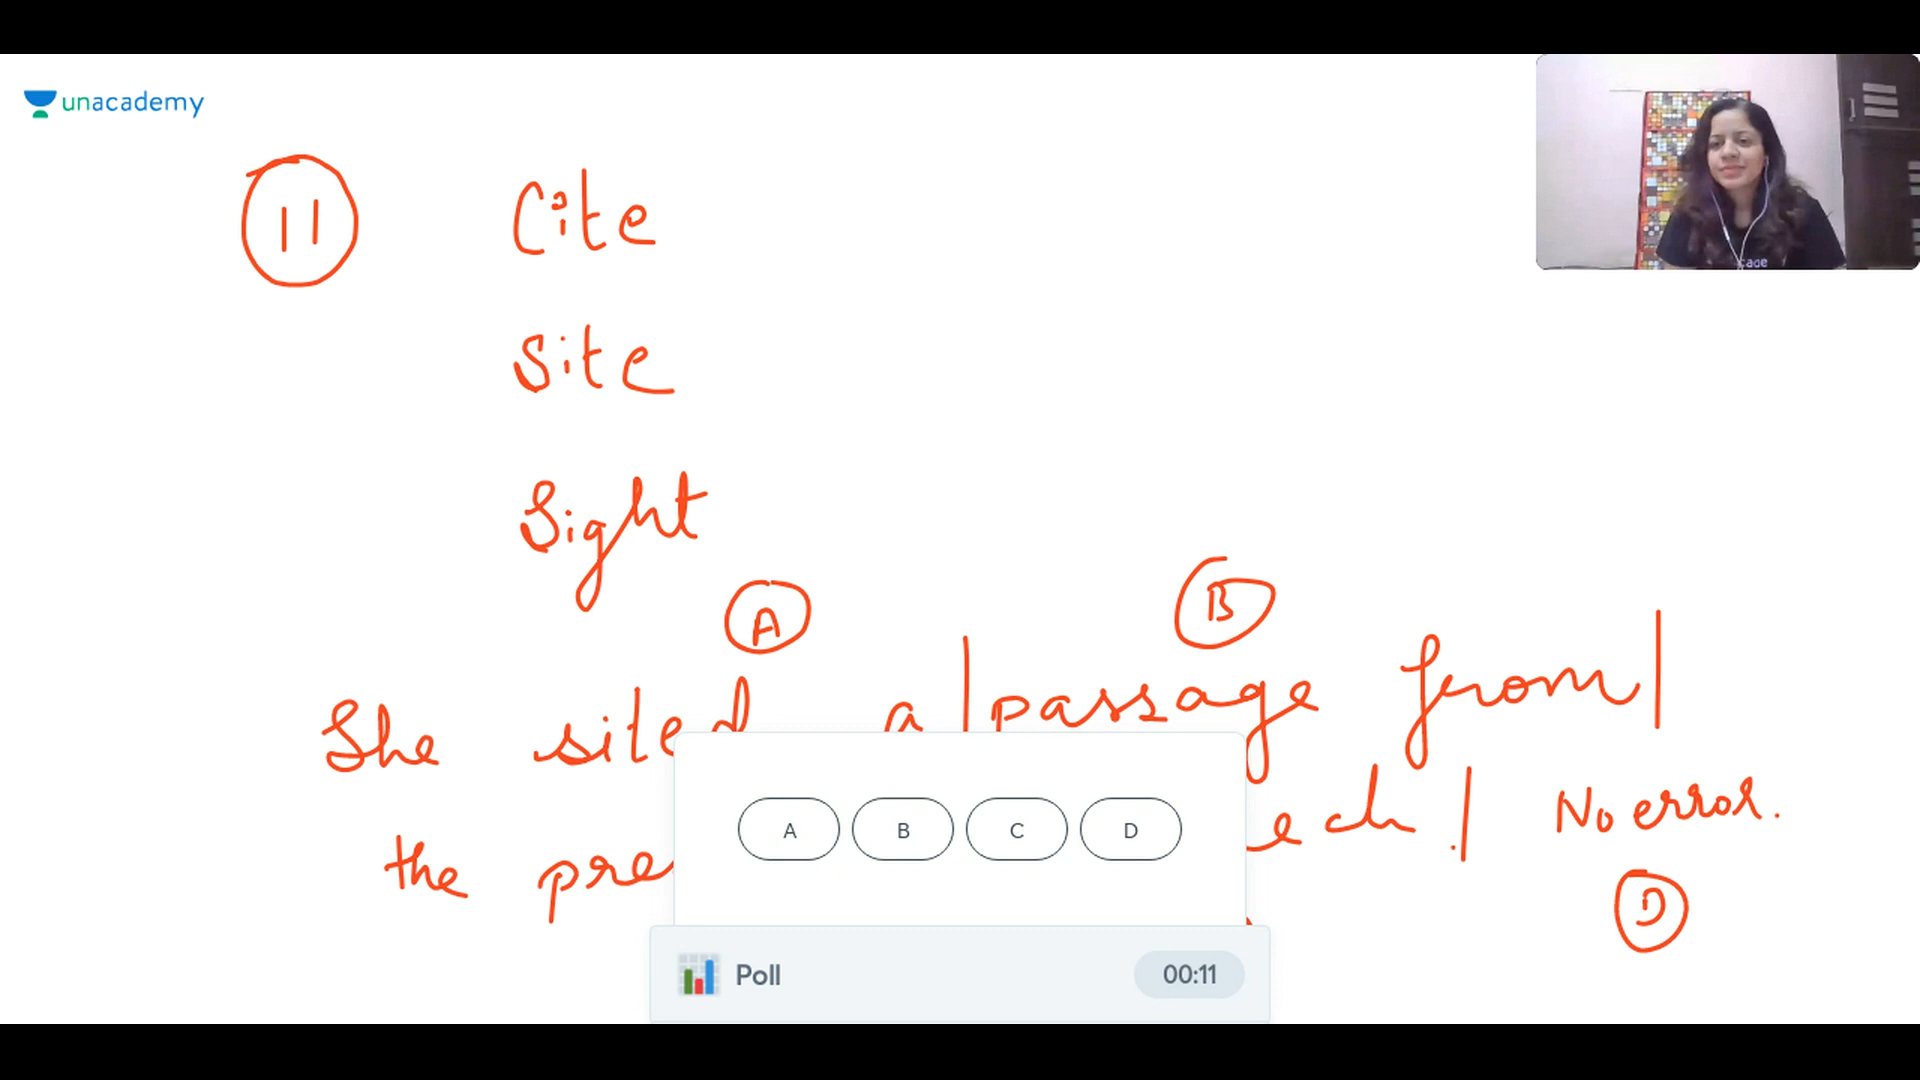 unacademy
11 Cite
Site
Sight
A B
She sited a | passage from |
the pre ech. | No error.
D
A B C D
Poll 00:11